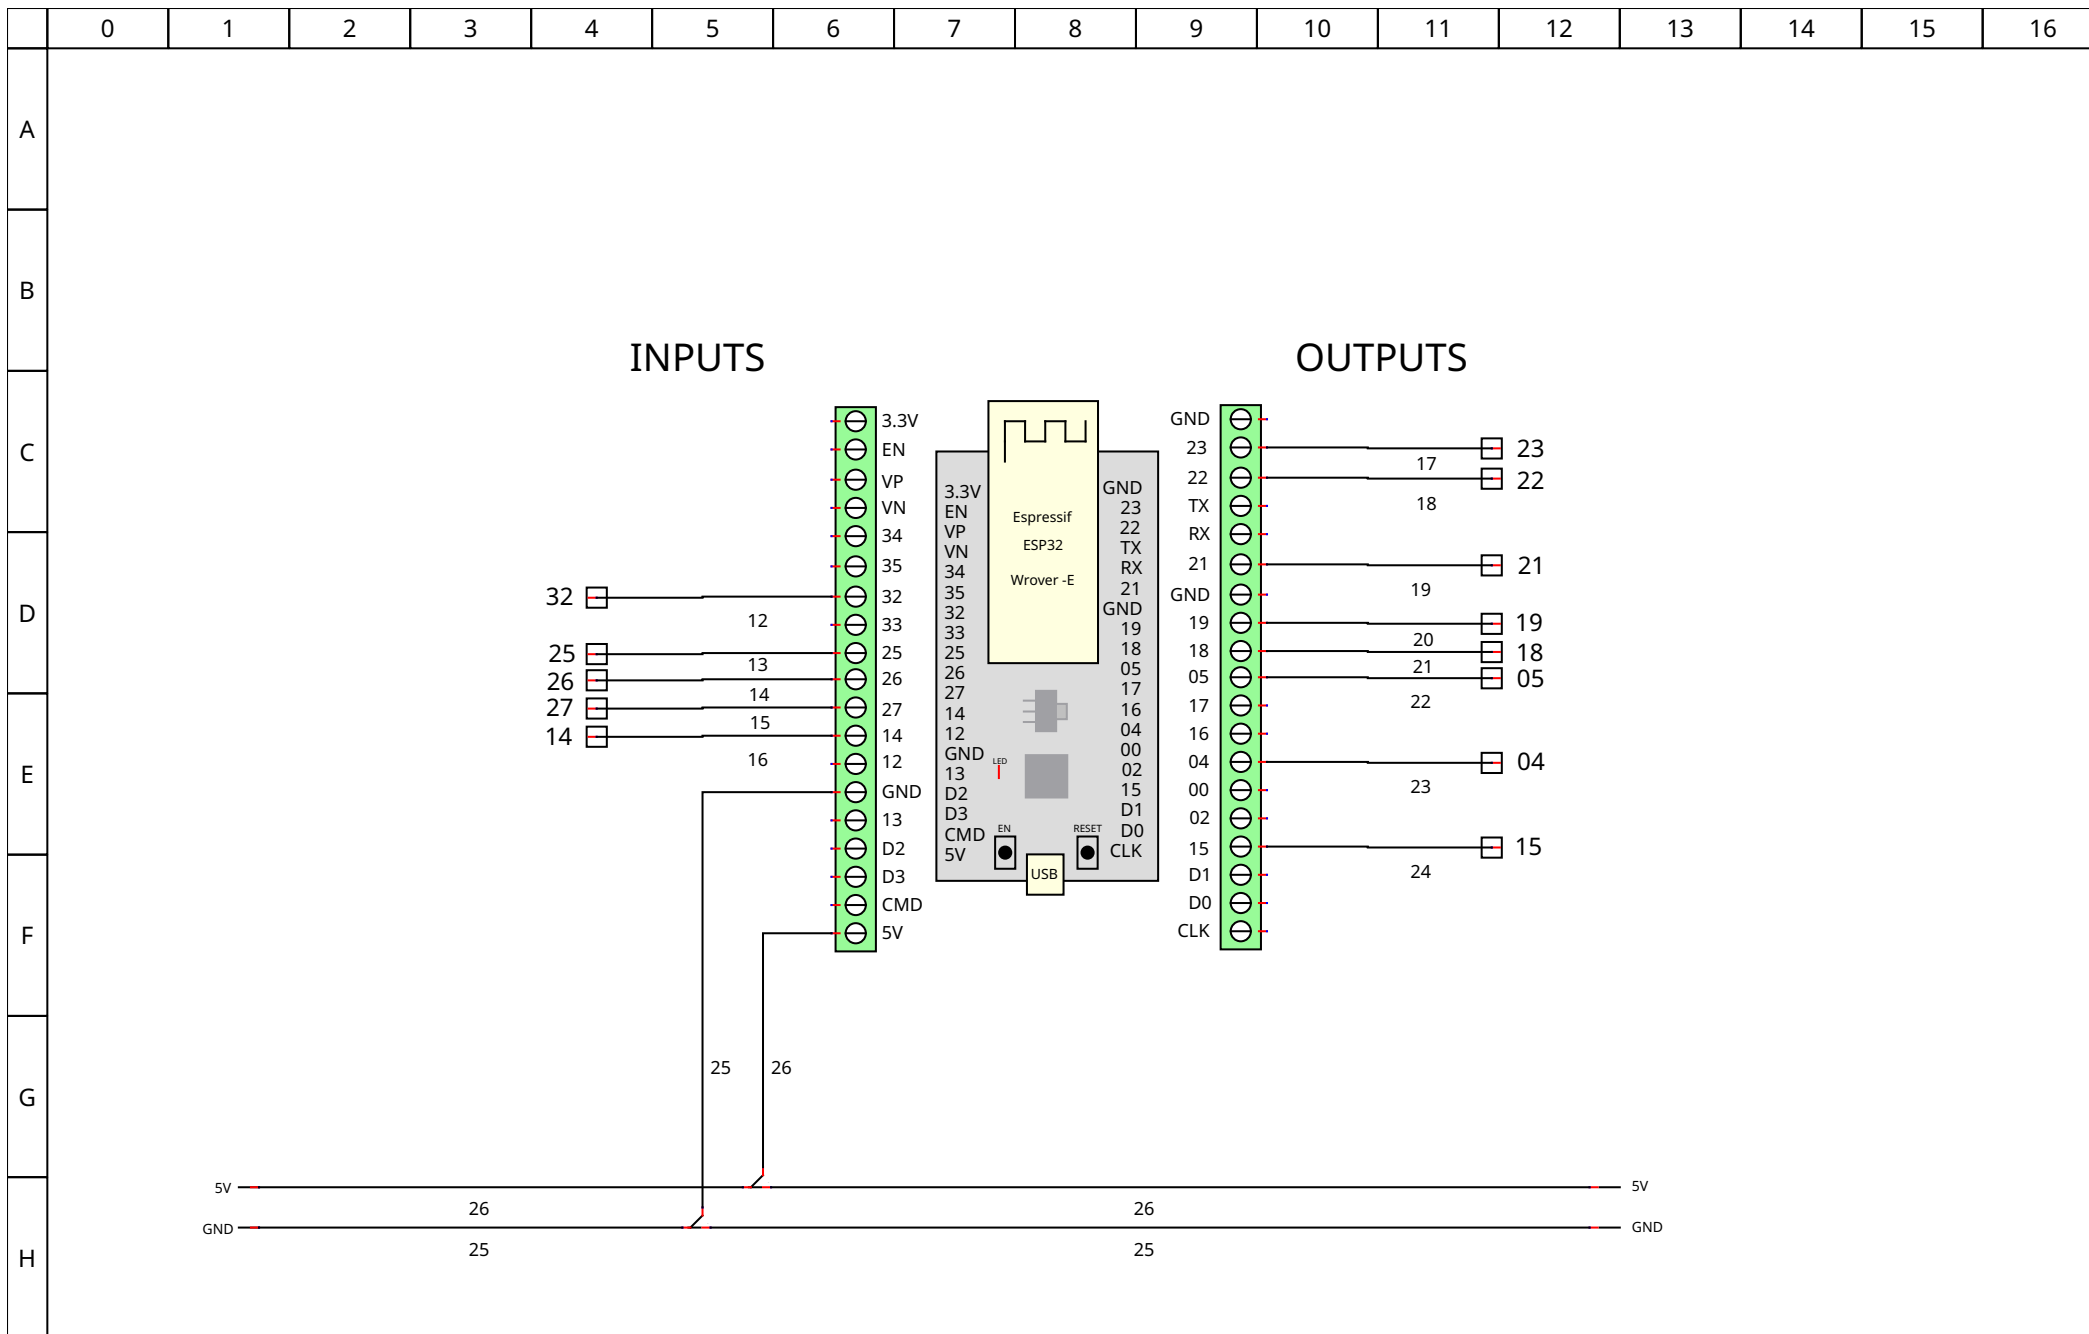 0 1 2 3 4 5 6 7 8 9 10 11 12 13 14 15 16
A
B
C
D
E
F
G
H
INPUTS
OUTPUTS
32
25
26
27
14
12
13
14
15
16
3.3V
EN
VP
VN
34
35
32
33
25
26
27
14
12
GND
13
D2
D3
CMD
5V
3.3V
EN
VP
VN
34
35
32
33
25
26
27
14
12
GND
13
D2
D3
CMD
5V
Espressif
ESP32
Wrover -E
LED
EN
RESET
USB
GND
23
22
TX
RX
21
GND
19
18
05
17
16
04
00
02
15
D1
D0
CLK
GND
23
22
TX
RX
21
GND
19
18
05
17
16
04
00
02
15
D1
D0
CLK
17
18
19
20
21
22
23
24
23
22
21
19
18
05
04
15
25
26
5V
26
26
5V
GND
25
25
GND